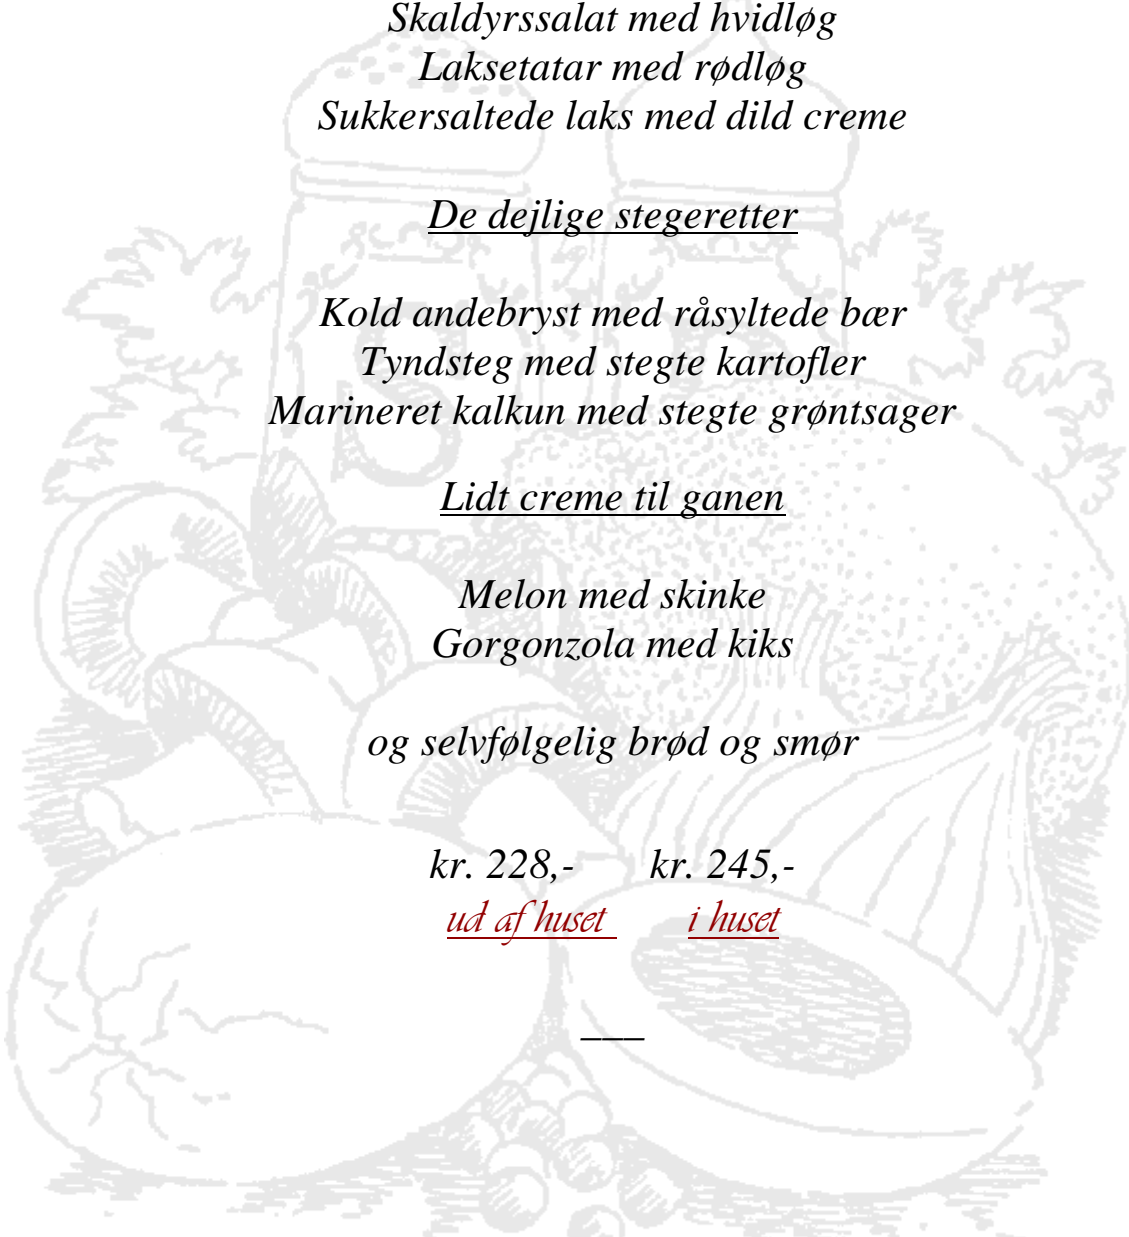 Skaldyrssalat med hvidløg
Laksetatar med rødløg
Sukkersaltede laks med dild creme
De dejlige stegeretter
Kold andebryst med råsyltede bær
Tyndsteg med stegte kartofler
Marineret kalkun med stegte grøntsager
Lidt creme til ganen
Melon med skinke
Gorgonzola med kiks
og selvfølgelig brød og smør
kr. 228,- kr. 245,-
ud af huset i huset
___